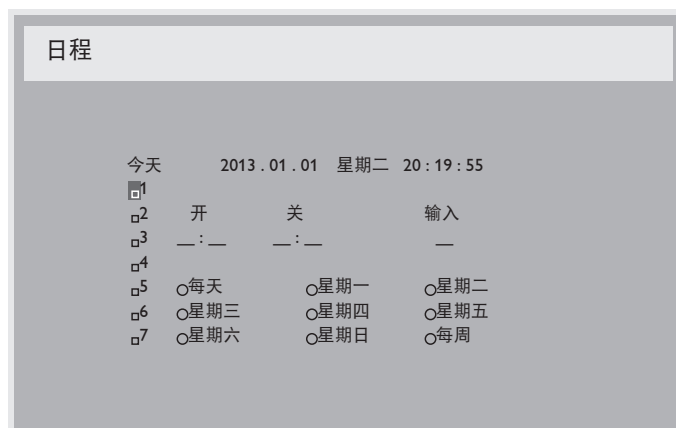 日程
今天 2013 . 01 . 01 星期二 20 : 19 : 55
1
2 开 关 输入
3 __ : __ __ : __ __
4
5 每天 星期一 星期二
6 星期三 星期四 星期五
7 星期六 星期日 每周